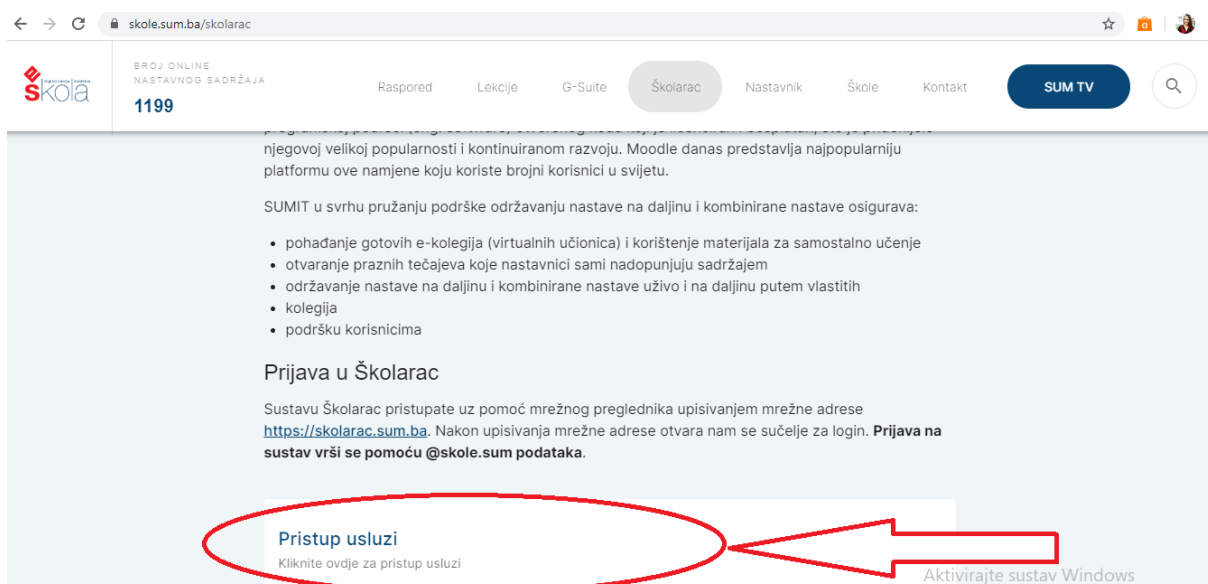 skole.sum.ba/skolarac
škola
BROJ ONLINE
NASTAVNOG SADRŽAJA
1199
Raspored
Lekcije
G-Suite
Školarac
Nastavnik
Škole
Kontakt
SUM TV
njegovoj velikoj popularnosti i kontinuiranom razvoju. Moodle danas predstavlja najpopularniju
platformu ove namjene koju koriste brojni korisnici u svijetu.
SUMIT u svrhu pružanju podrške održavanju nastave na daljinu i kombinirane nastave osigurava:
• pohađanje gotovih e-kolegija (virtualnih učionica) i korištenje materijala za samostalno učenje
• otvaranje praznih tečajeva koje nastavnici sami nadopunjuju sadržajem
• održavanje nastave na daljinu i kombinirane nastave uživo i na daljinu putem vlastitih
• kolegija
• podršku korisnicima
Prijava u Školarac
Sustavu Školarac pristupate uz pomoć mrežnog preglednika upisivanjem mrežne adrese
https://skolarac.sum.ba. Nakon upisivanja mrežne adrese otvara nam se sučelje za login. Prijava na
sustav vrši se pomoću @skole.sum podataka.
Pristup usluzi
Kliknite ovdje za pristup usluzi
Aktivirajte sustav Windows